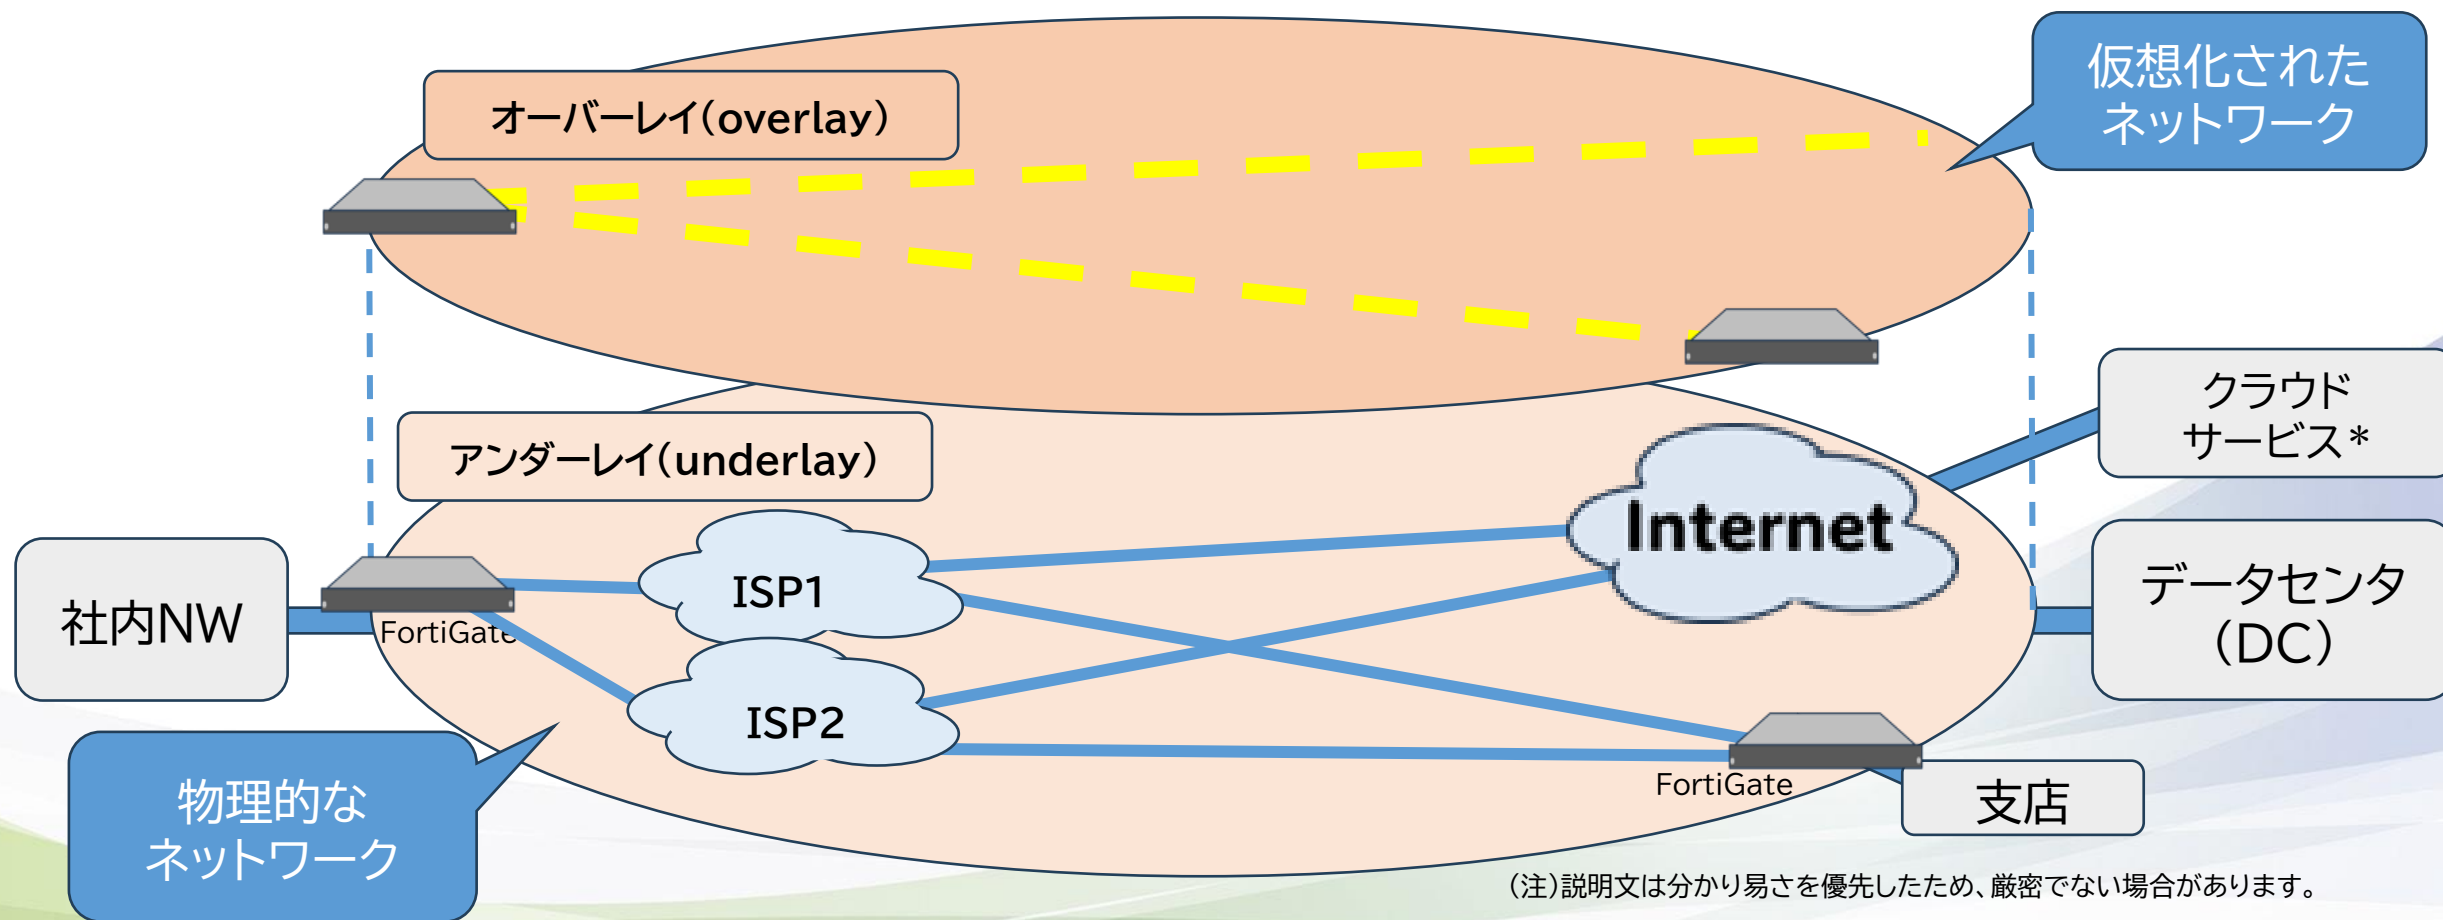 仮想化された
ネットワーク
オーバーレイ(overlay)
クラウド
サービス*
アンダーレイ(underlay)
Internet
ISP1
データセンタ
(DC)
社内NW
FortiGate
ISP2
FortiGate
支店
物理的な
ネットワーク
(注)説明文は分かり易さを優先したため、厳密でない場合があります。